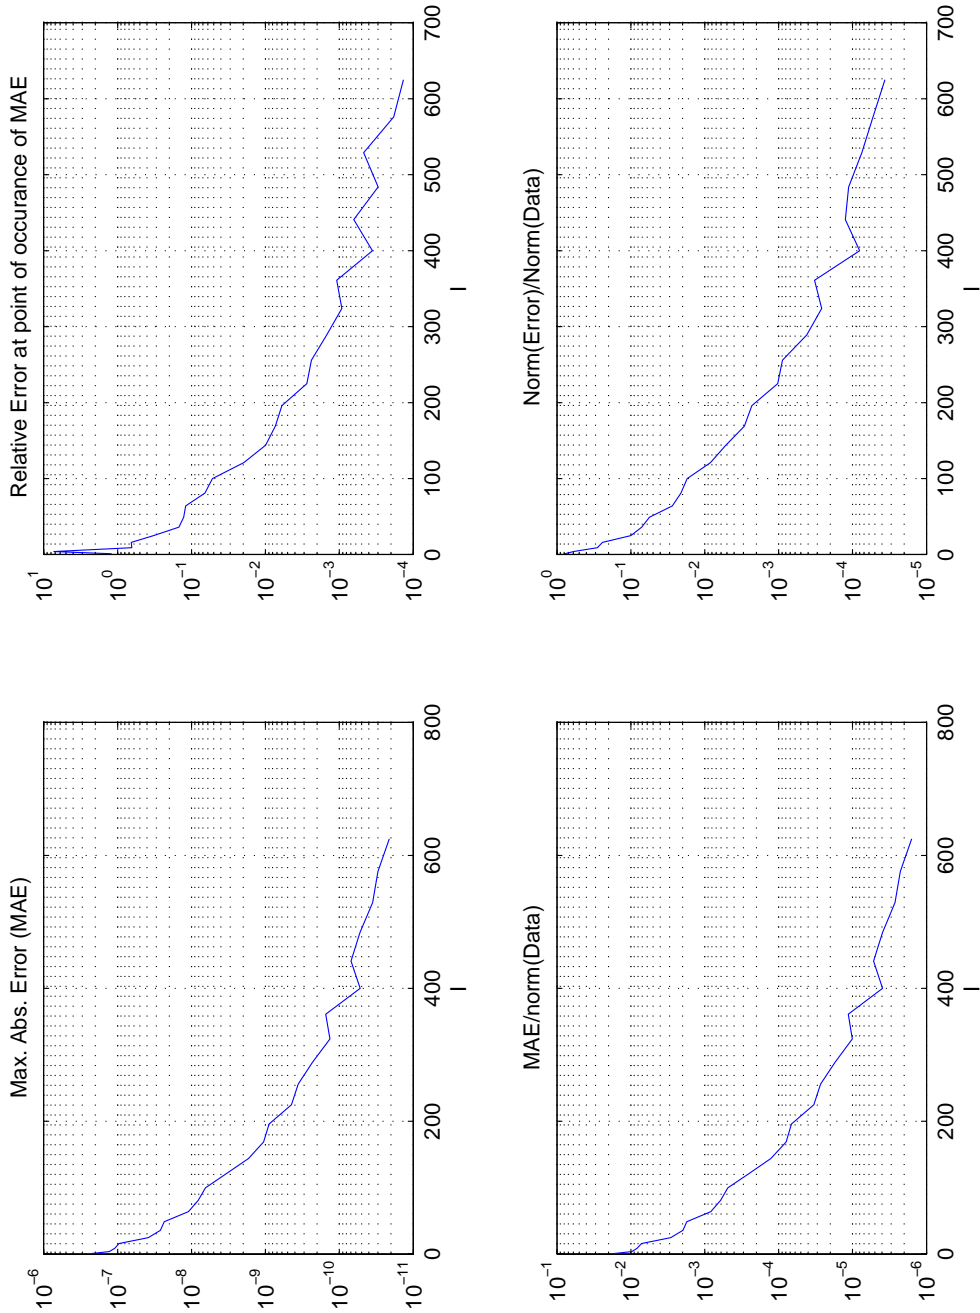 Max. Abs. Error (MAE)
10^−6
10^−7
10^−8
10^−9
10^−10
10^−11
0 200 400 600 800
I
Relative Error at point of occurance of MAE
10^1
10^0
10^−1
10^−2
10^−3
10^−4
0 100 200 300 400 500 600 700
I
MAE/norm(Data)
10^−1
10^−2
10^−3
10^−4
10^−5
10^−6
0 200 400 600 800
I
Norm(Error)/Norm(Data)
10^0
10^−1
10^−2
10^−3
10^−4
10^−5
0 100 200 300 400 500 600 700
I